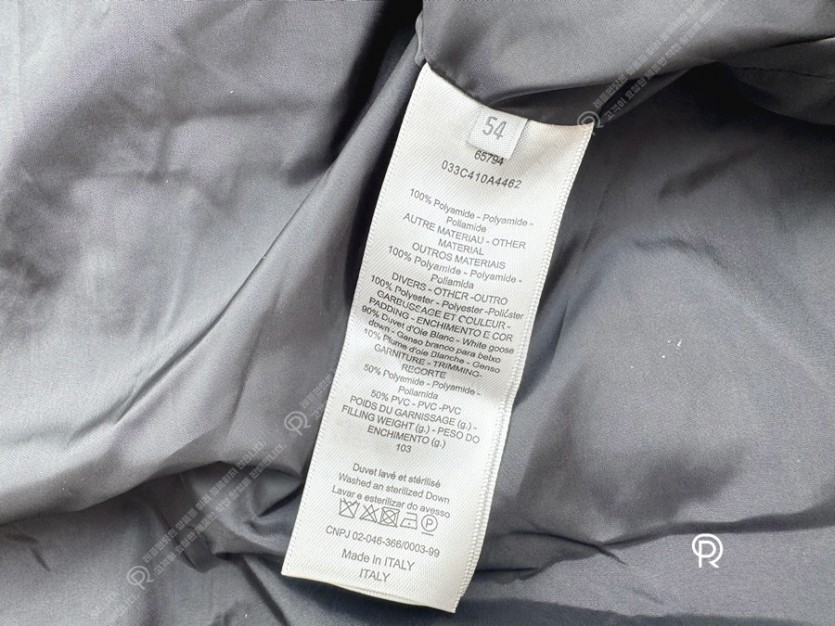 54
65794
033C410A4462
100% Polyamide - Polyamide -
Poliamida
AUTRE MATERIAU - OTHER
MATERIAL
OUTROS MATERIAIS
100% Polyamide - Polyamide -
Poliamida
DIVERS - OTHER -OUTRO
100% Polyester - Polyester -Poliéster
GARBUSSAGE ET COULEUR -
PADDING - ENCHIMENTO E COR
90% Duvet d'Oie Blanc - White goose
down - Ganso branco para beixo
10% Plume d'oie Blanche - Ganso
GARNITURE - TRIMMING-
RECORTE
50% Polyamide - Polyamide -
Poliamida
50% PVC - PVC -PVC
POIDS DU GARNISSAGE (g.) -
FILLING WEIGHT (g.) - PESO DO
ENCHIMENTO (g.)
103
Duvet lavé et stérilisé
Washed an sterilized Down
Lavar e esterilizar do avesso
CNPJ 02-046-366/0003-99
Made in ITALY
ITALY